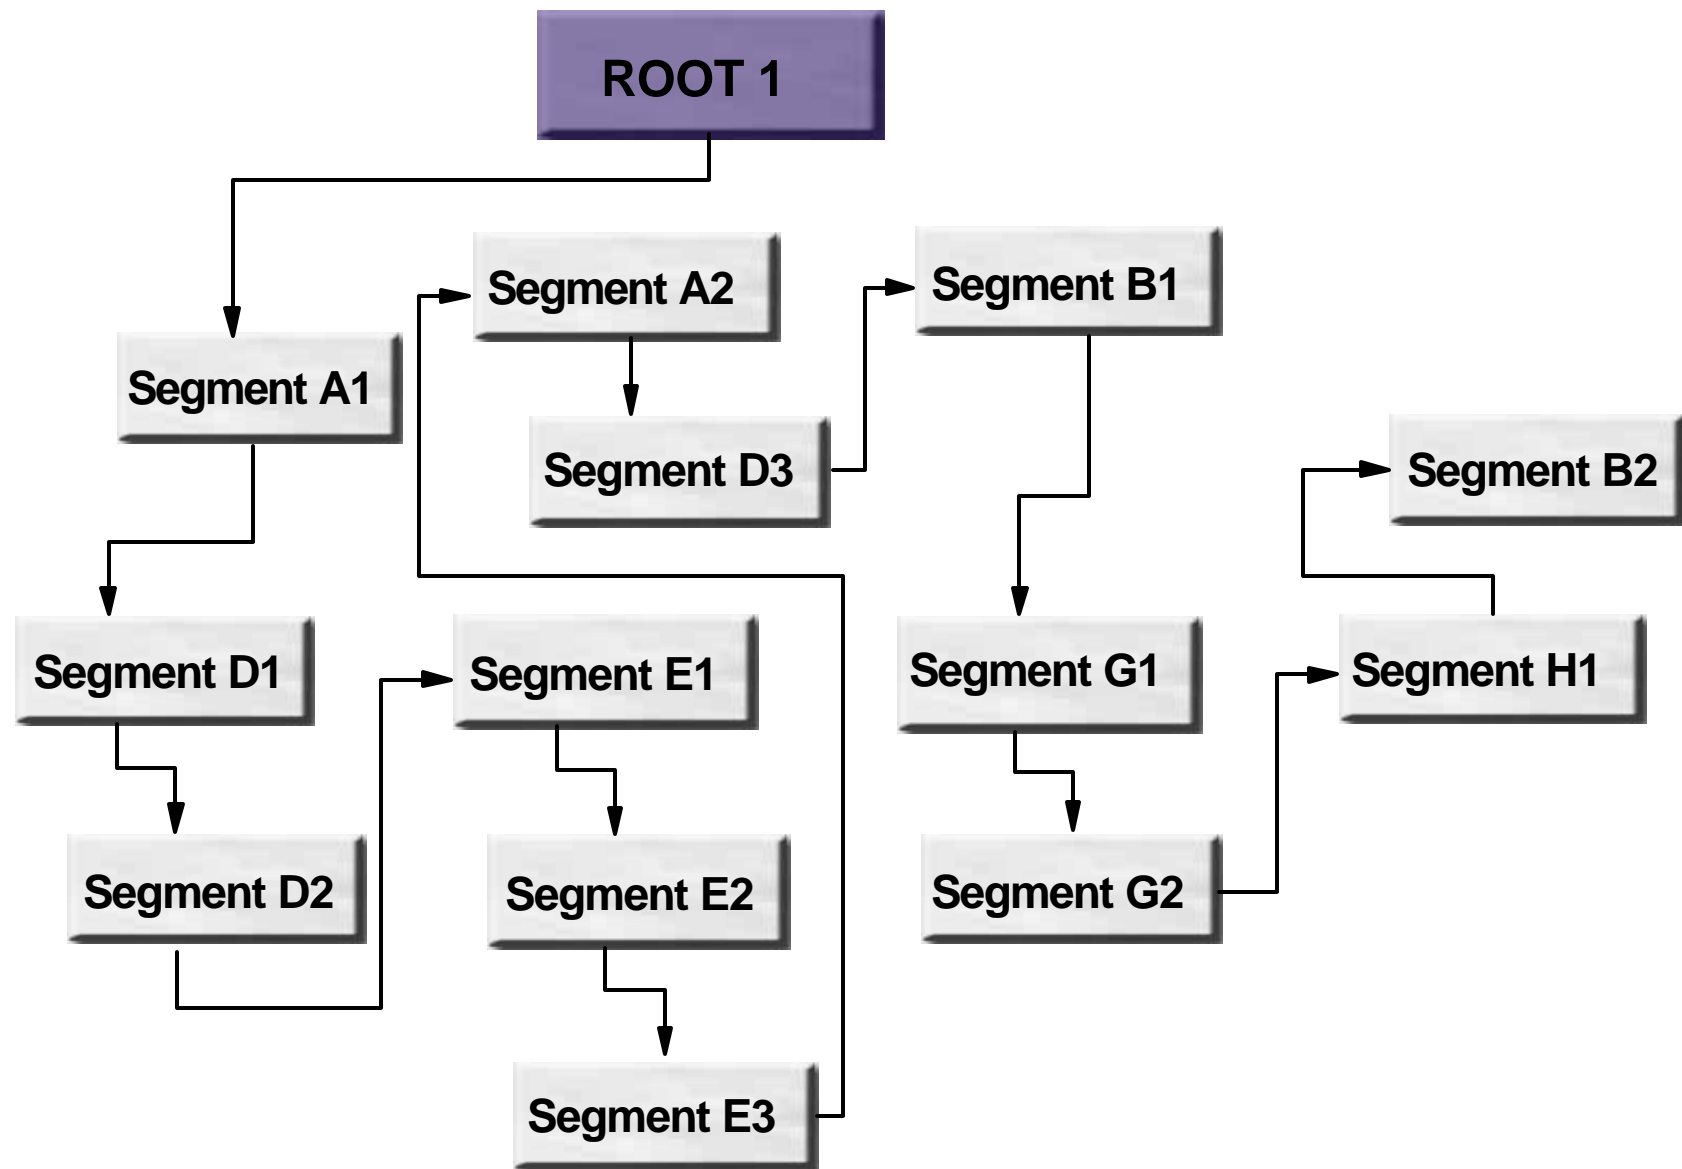 ROOT 1
Segment A2
Segment B1
Segment A1
Segment D3
Segment B2
Segment D1
Segment E1
Segment G1
Segment H1
Segment D2
Segment E2
Segment G2
Segment E3